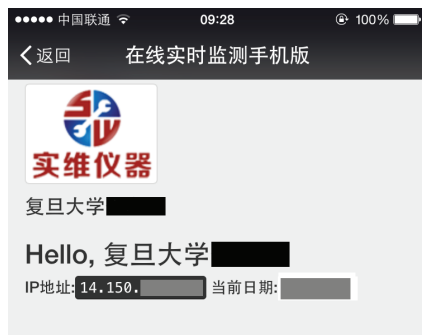 中国联通 09:28 100%
返回 在线实时监测手机版
实维仪器
复旦大学
Hello, 复旦大学
IP地址: 14.150. 当前日期: